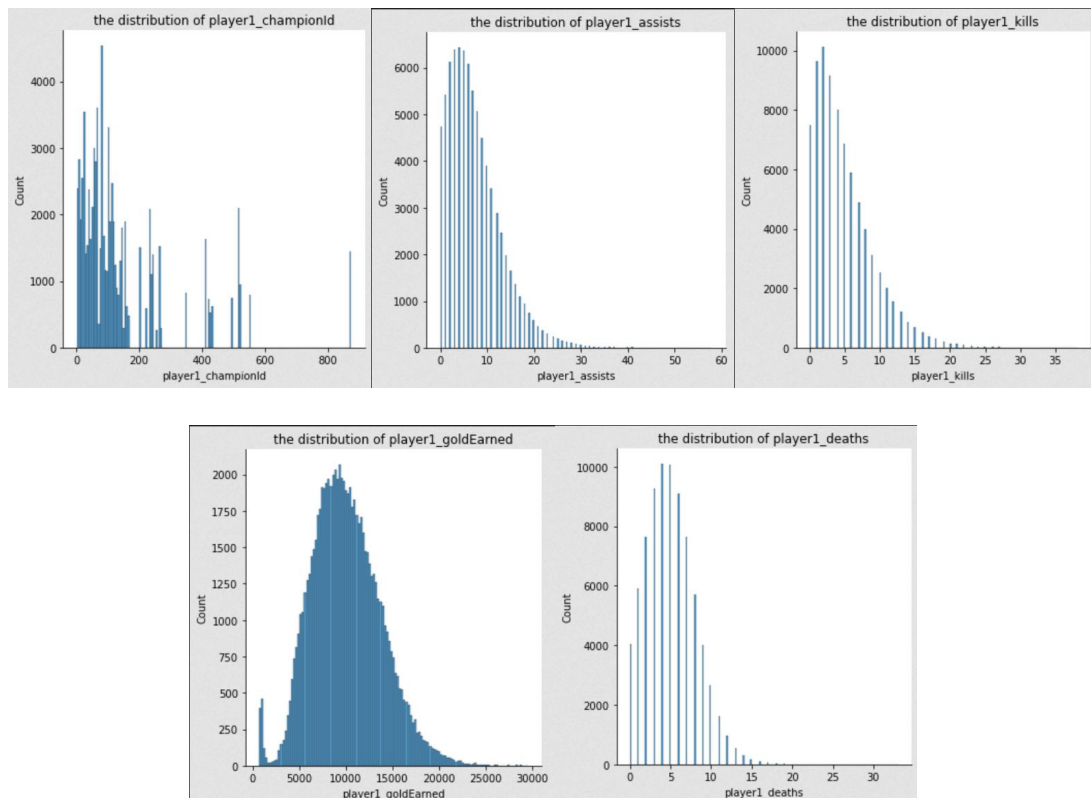 the distribution of player1_championId
4000
3000
2000
1000
0
Count
0 200 400 600 800
player1_championId
the distribution of player1_assists
6000
5000
4000
3000
2000
1000
0
Count
0 10 20 30 40 50 60
player1_assists
the distribution of player1_kills
10000
8000
6000
4000
2000
0
Count
0 5 10 15 20 25 30 35
player1_kills
the distribution of player1_goldEarned
2000
1750
1500
1250
1000
750
500
250
0
Count
0 5000 10000 15000 20000 25000 30000
player1_goldEarned
the distribution of player1_deaths
10000
8000
6000
4000
2000
0
Count
0 5 10 15 20 25 30
player1_deaths